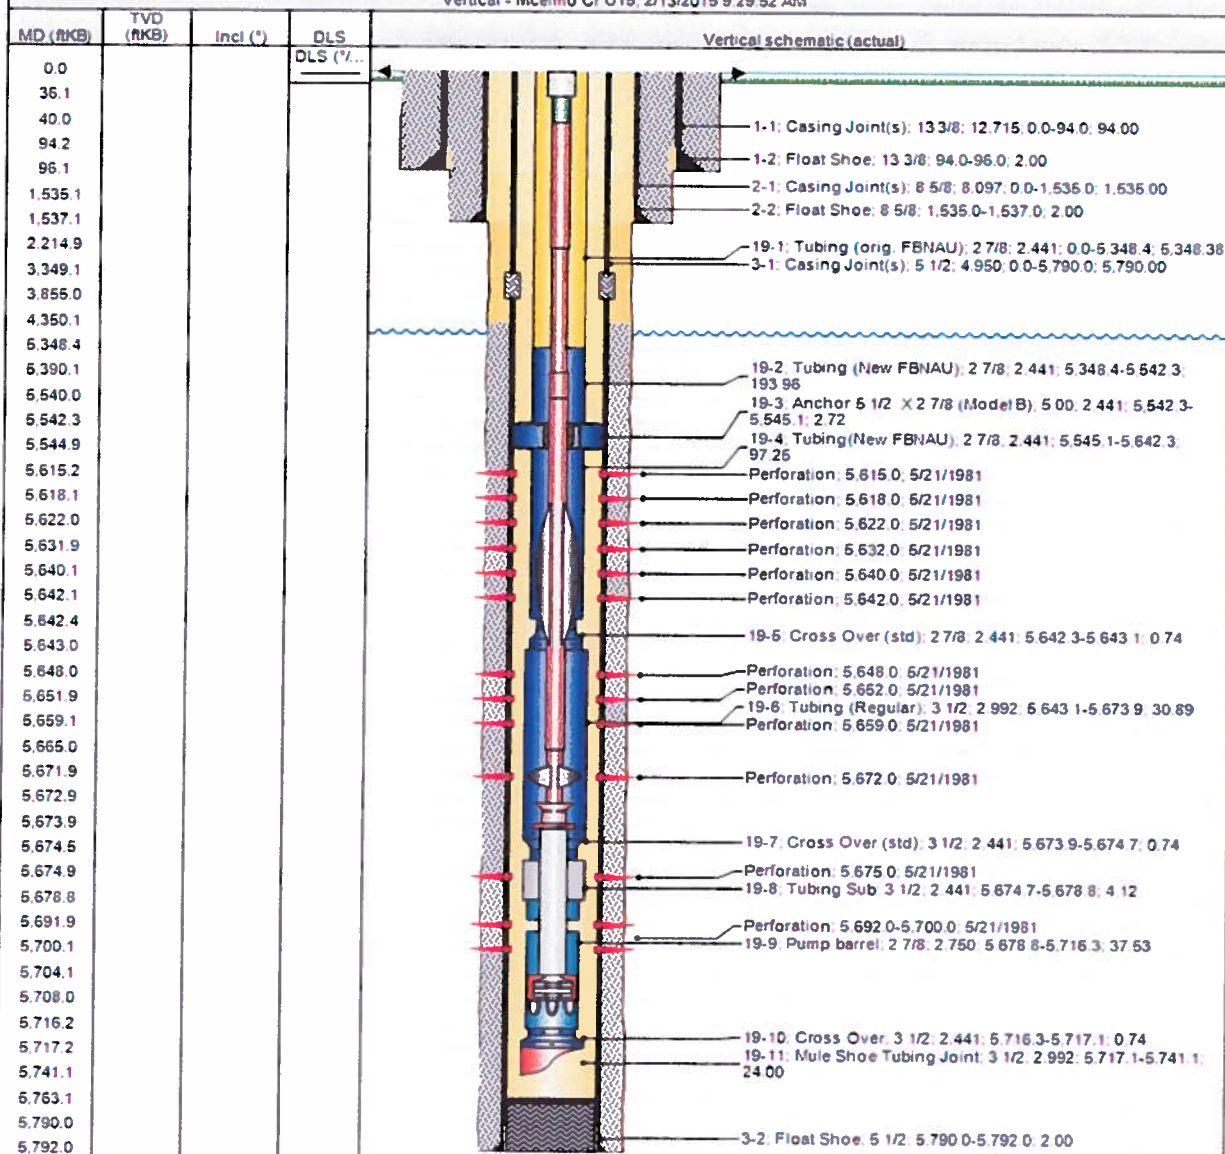 Vertical - Mcelmo Cr O15, 2/13/2015 9:29:52 AM
MD (ftKB)
TVD (ftKB)
Incl (°)
DLS
DLS (°/...
Vertical schematic (actual)
0.0
36.1
40.0
94.2
96.1
1,535.1
1,537.1
2,214.9
3,349.1
3,855.0
4,350.1
5,348.4
5,390.1
5,540.0
5,542.3
5,544.9
5,615.2
5,618.1
5,622.0
5,631.9
5,640.1
5,642.1
5,642.4
5,643.0
5,648.0
5,651.9
5,659.1
5,665.0
5,671.9
5,672.9
5,673.9
5,674.5
5,674.9
5,678.8
5,691.9
5,700.1
5,704.1
5,708.0
5,716.2
5,717.2
5,741.1
5,763.1
5,790.0
5,792.0
1-1; Casing Joint(s); 13 3/8; 12.715; 0.0-94.0; 94.00
1-2; Float Shoe; 13 3/8; 94.0-96.0; 2.00
2-1; Casing Joint(s); 8 5/8; 8.097; 0.0-1,535.0; 1,535.00
2-2; Float Shoe; 8 5/8; 1,535.0-1,537.0; 2.00
19-1; Tubing (orig. FBNAU); 2 7/8; 2.441; 0.0-5,348.4; 5,348.38
3-1; Casing Joint(s); 5 1/2; 4.950; 0.0-5,790.0; 5,790.00
19-2; Tubing (New FBNAU); 2 7/8; 2.441; 5,348.4-5,542.3;
193.96
19-3; Anchor 5 1/2 X 2 7/8 (Model B); 5.00; 2.441; 5,542.3-
5,545.1; 2.72
19-4; Tubing(New FBNAU); 2 7/8; 2.441; 5,545.1-5,642.3;
97.25
Perforation; 5,615.0; 5/21/1981
Perforation; 5,618.0; 5/21/1981
Perforation; 5,622.0; 5/21/1981
Perforation; 5,632.0; 5/21/1981
Perforation; 5,640.0; 5/21/1981
Perforation; 5,642.0; 5/21/1981
19-5; Cross Over (std); 2 7/8; 2.441; 5,642.3-5,643.1; 0.74
Perforation; 5,648.0; 5/21/1981
Perforation; 5,652.0; 5/21/1981
19-6; Tubing (Regular); 3 1/2; 2.992; 5,643.1-5,673.9; 30.89
Perforation; 5,659.0; 5/21/1981
Perforation; 5,672.0; 5/21/1981
19-7; Cross Over (std); 3 1/2; 2.441; 5,673.9-5,674.7; 0.74
Perforation; 5,675.0; 5/21/1981
19-8; Tubing Sub; 3 1/2; 2.441; 5,674.7-5,678.8; 4.12
Perforation; 5,692.0-5,700.0; 5/21/1981
19-9; Pump barrel; 2 7/8; 2.750; 5,678.8-5,716.3; 37.53
19-10; Cross Over; 3 1/2; 2.441; 5,716.3-5,717.1; 0.74
19-11; Mule Shoe Tubing Joint; 3 1/2; 2.992; 5,717.1-5,741.1;
24.00
3-2; Float Shoe; 5 1/2; 5,790.0-5,792.0; 2.00